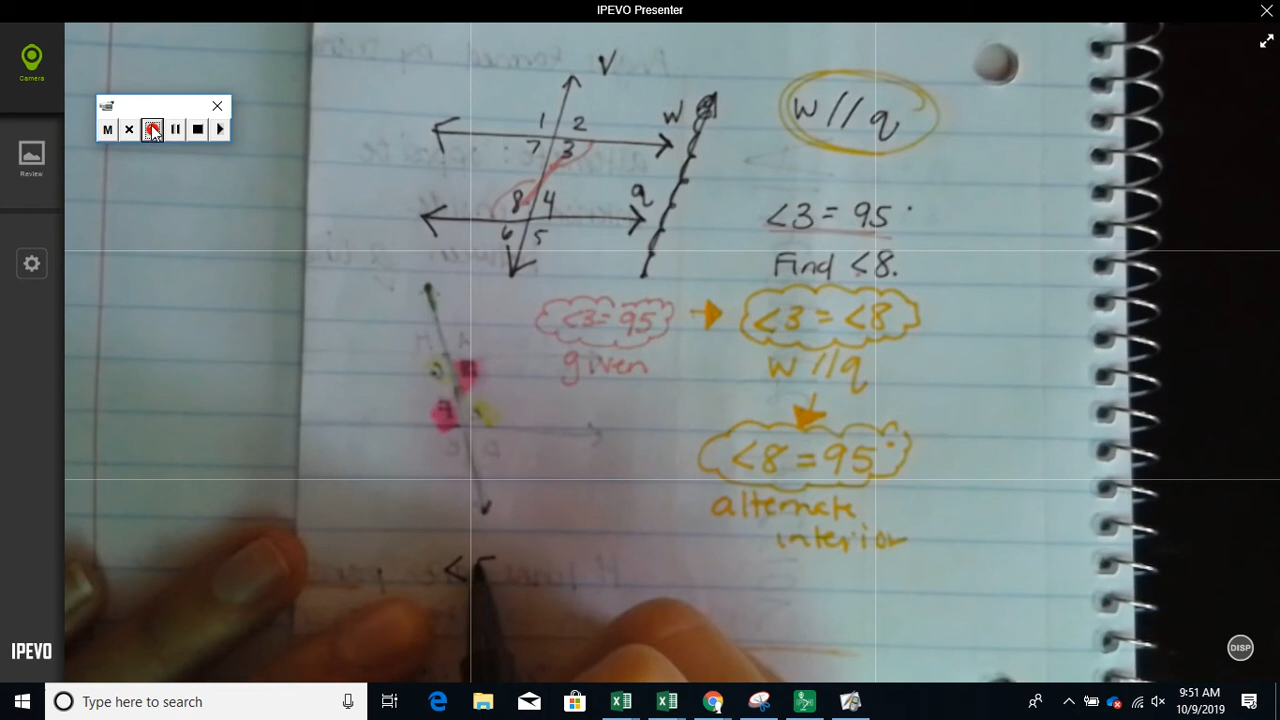 IPEVO Presenter
Camera
Review
IPEVO
DISP
M
V
1 2
W
7 3
8 4
q
6 5
W // q
<3 = 95°
Find <8.
<3 = 95°
given
<3 = <8
W // q
<8 = 95°
alternate
interior
<5
Type here to search
9:51 AM
10/9/2019